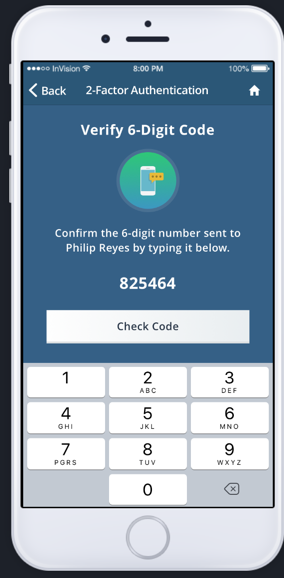 InVision
8:00 PM
100%
Back
2-Factor Authentication
Verify 6-Digit Code
Confirm the 6-digit number sent to
Philip Reyes by typing it below.
825464
Check Code
1
2
ABC
3
DEF
4
GHI
5
JKL
6
MNO
7
PGRS
8
TUV
9
WXYZ
0